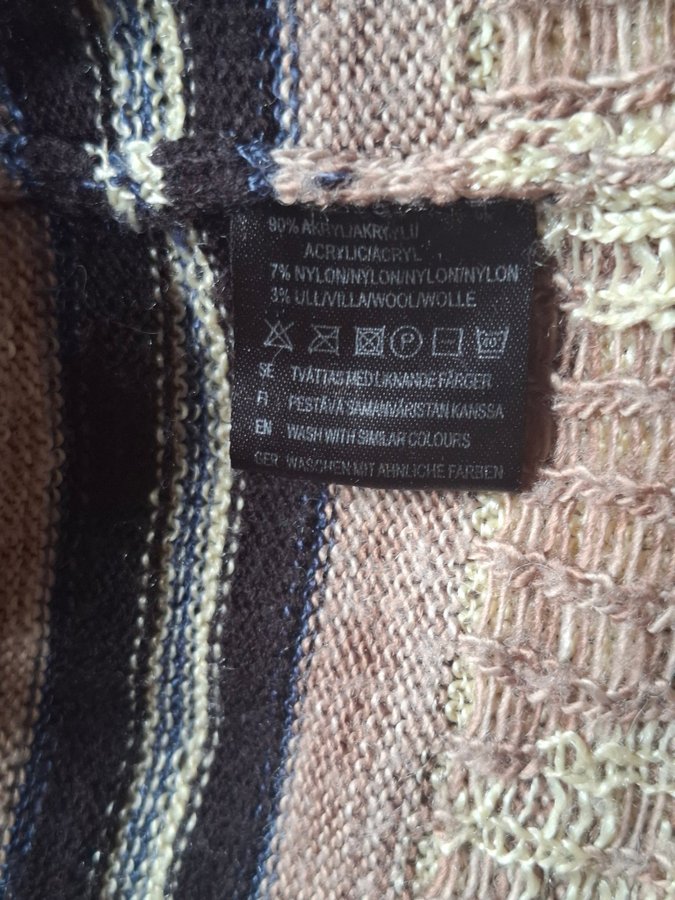 90% AKRYL/AKRYYLI/
ACRYLIC/ACRYL
7% NYLON/NYLON/NYLON/NYLON
3% ULL/VILLA/WOOL/WOLLE
P 
SE TVÄTTAS MED LIKNANDE FÄRGER
FI PESTÄVÄ SAMANVÄRISTÄN KANSSA
EN WASH WITH SIMILAR COLOURS
GER WASCHEN MIT ÄHNLICHE FARBEN